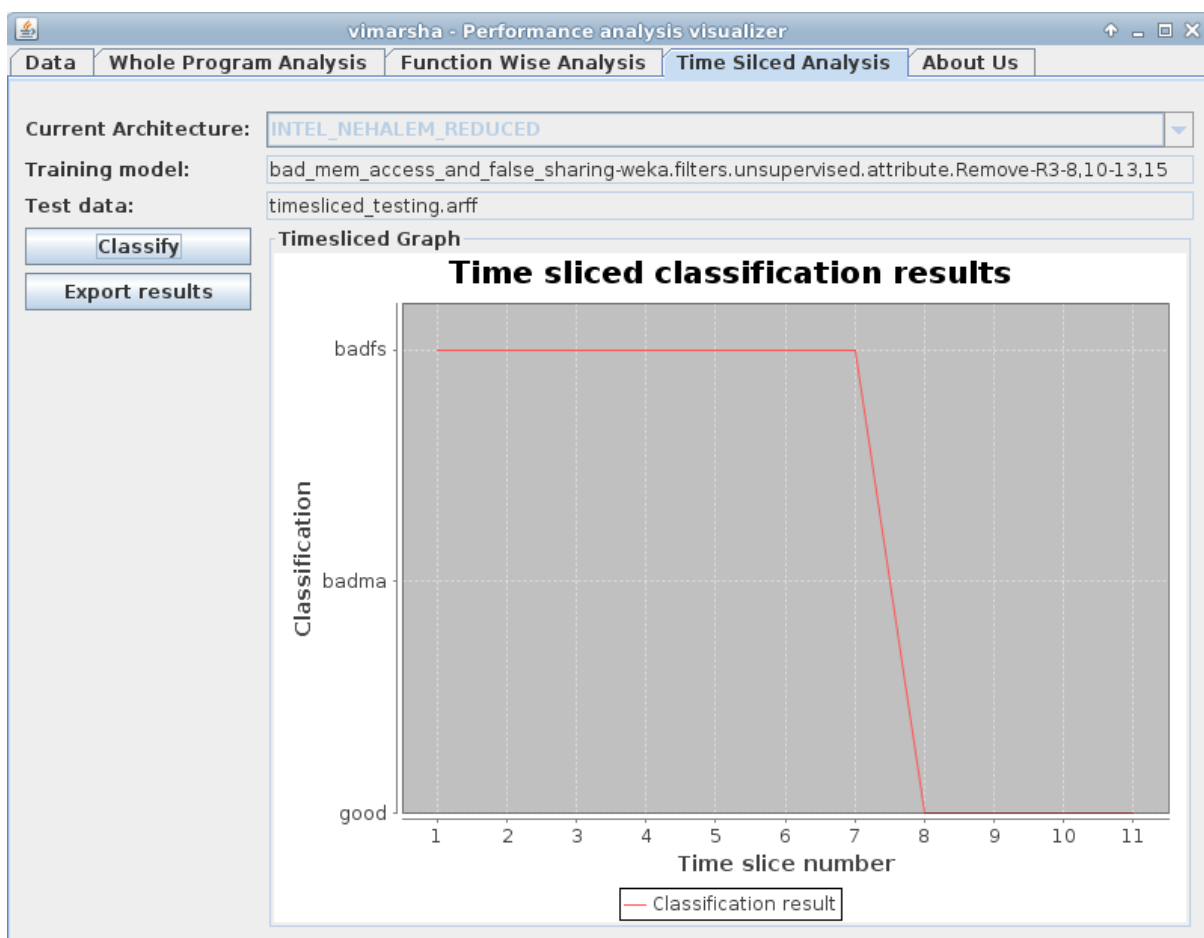 vimarsha - Performance analysis visualizer
Data Whole Program Analysis Function Wise Analysis Time Silced Analysis About Us
Current Architecture: INTEL_NEHALEM_REDUCED
Training model: bad_mem_access_and_false_sharing-weka.filters.unsupervised.attribute.Remove-R3-8,10-13,15
Test data: timesliced_testing.arff
Classify
Export results
Timesliced Graph
Time sliced classification results
badfs
badma
good
Classification
1 2 3 4 5 6 7 8 9 10 11
Time slice number
Classification result